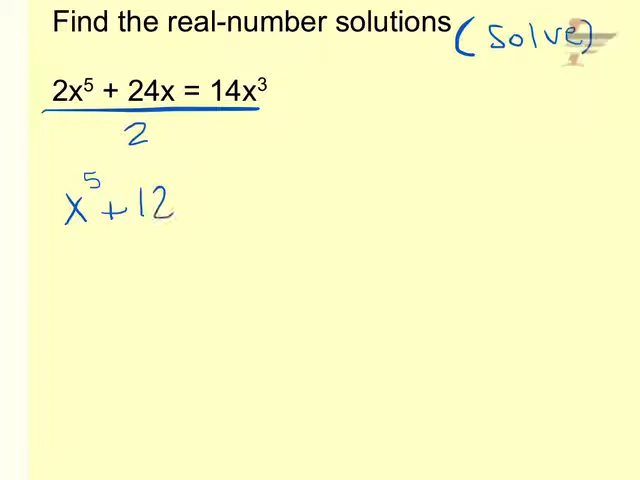 Find the real-number solutions (Solve)
2x⁵ + 24x = 14x³
2
x⁵ + 12